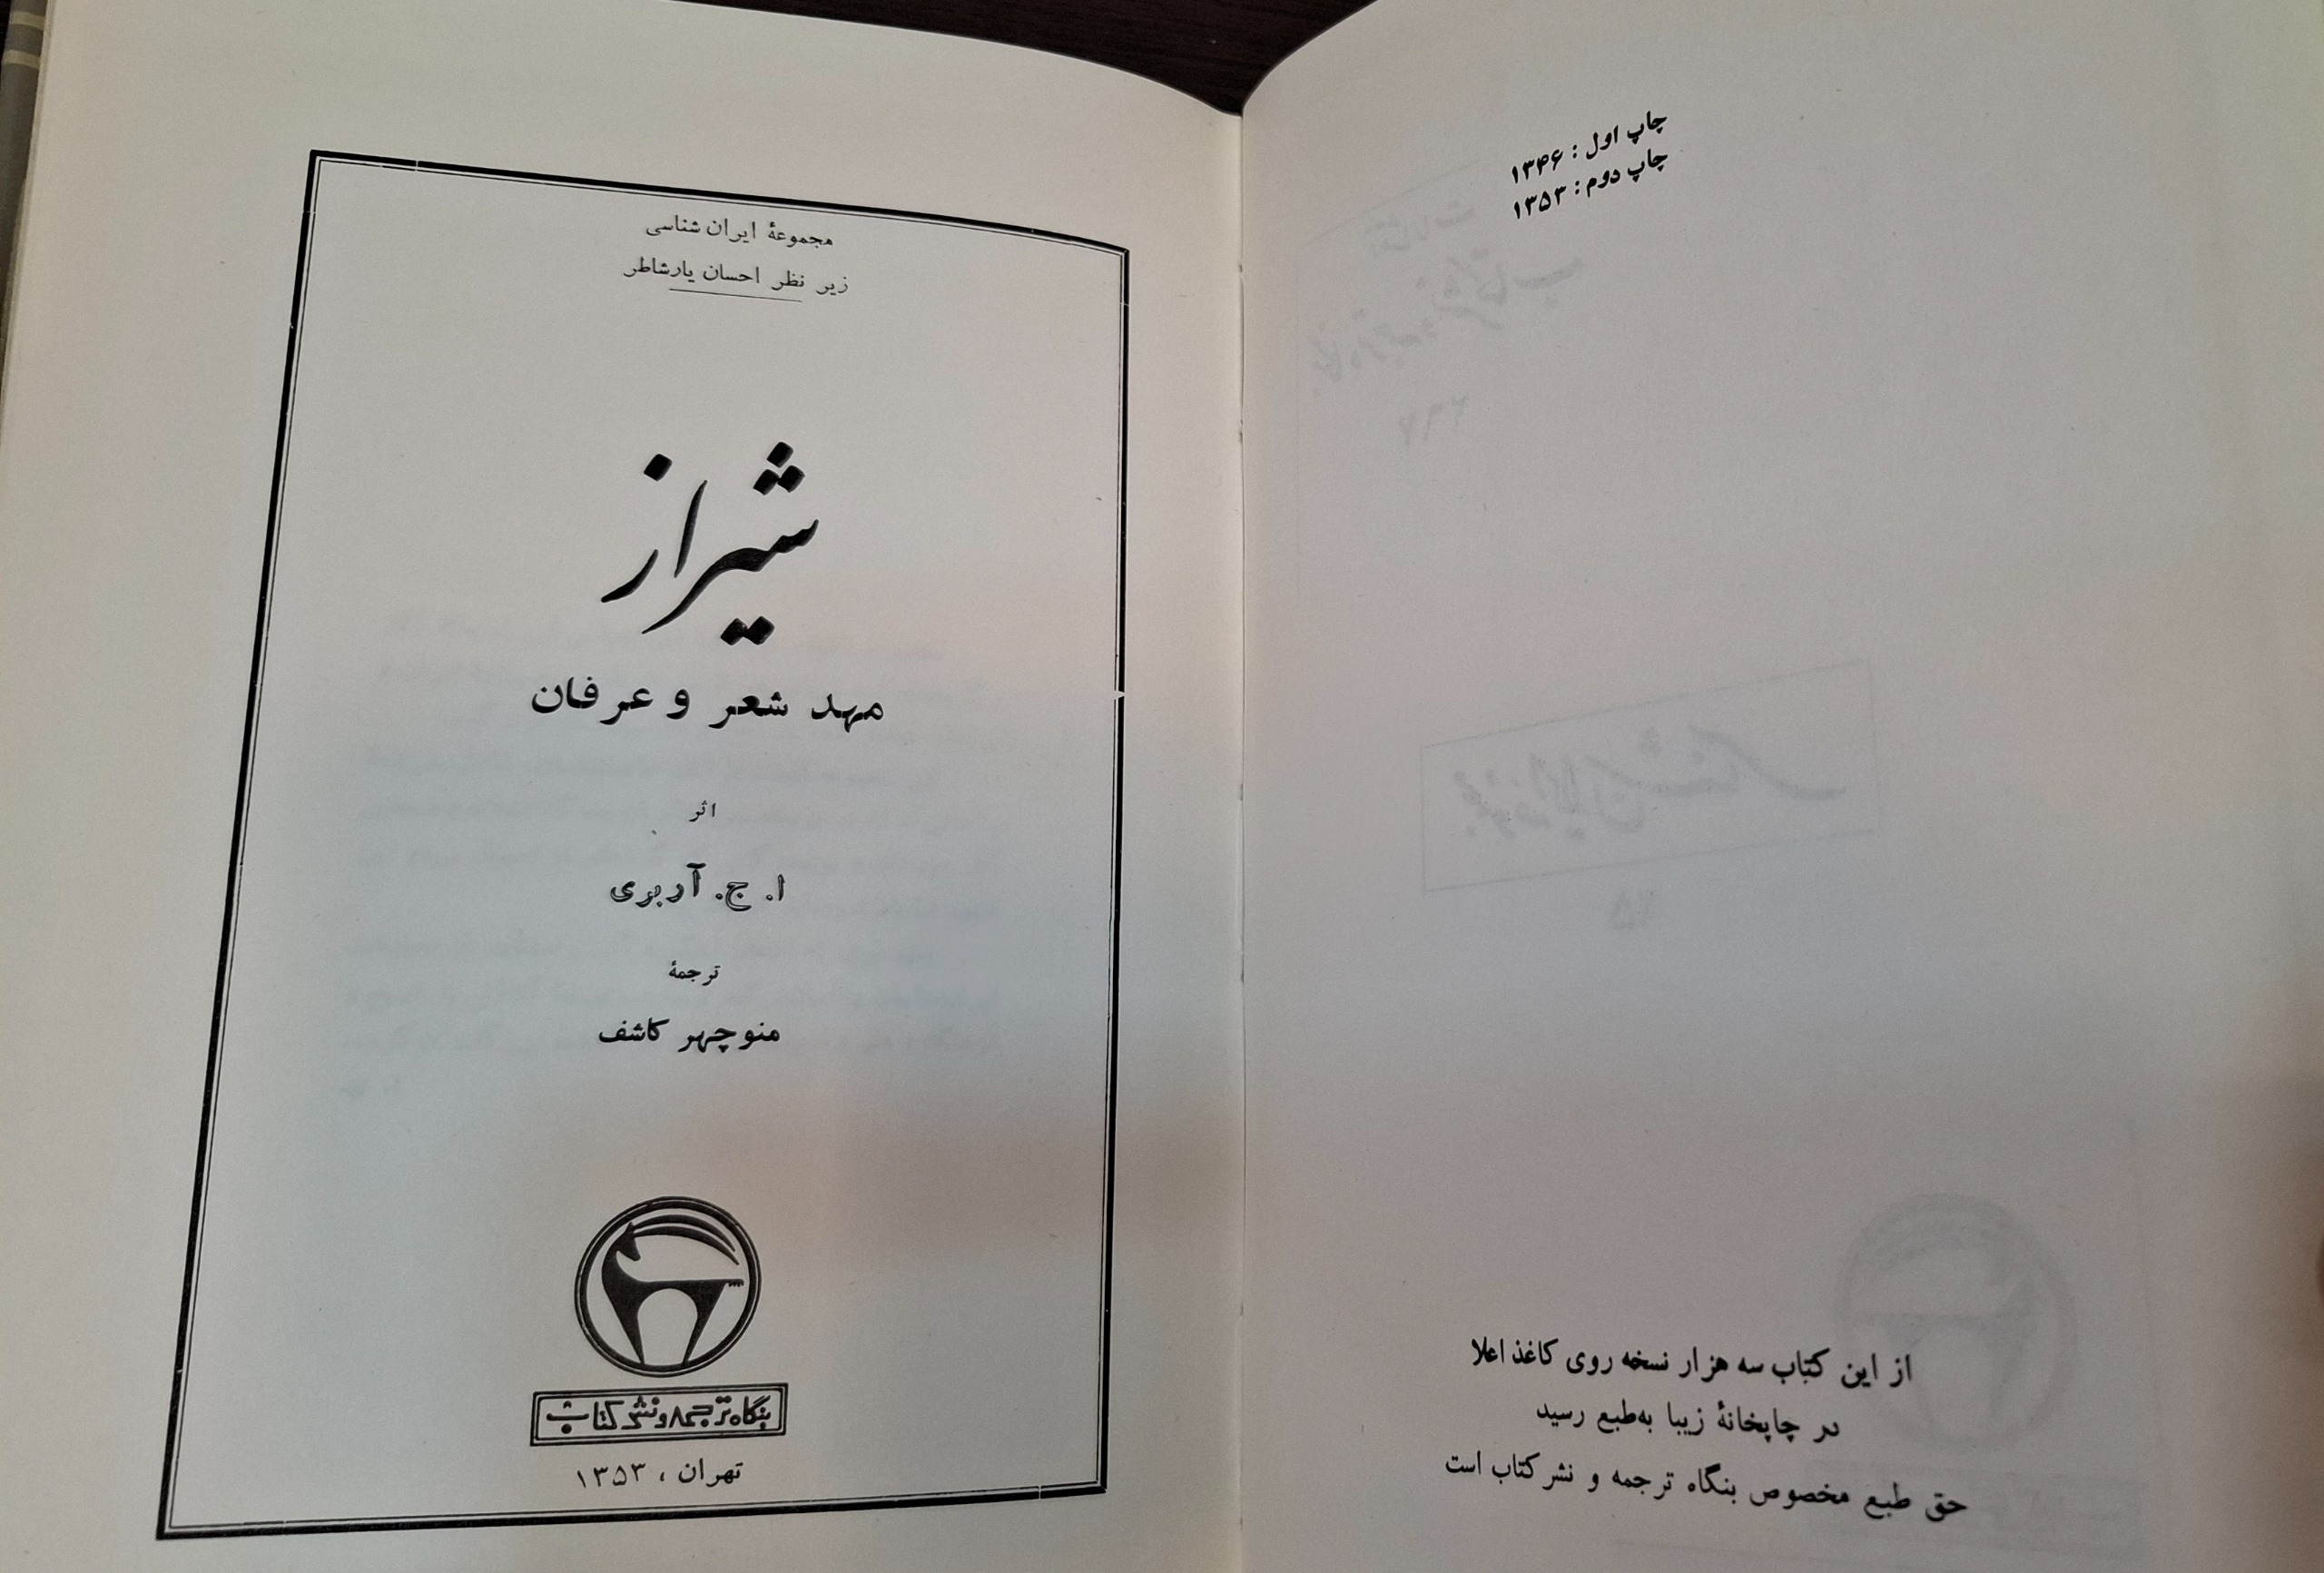 چاپ اول : ۱۳۴۶
چاپ دوم : ۱۳۵۳
از این کتاب سه هزار نسخه روی کاغذ اعلا
در چاپخانهٔ زیبا به‌طبع رسید
حق طبع مخصوص بنگاه ترجمه و نشر کتاب است
مجموعهٔ ایران شناسی
زیر نظر احسان یارشاطر
شیراز
مهد شعر و عرفان
اثر
ا. ج. آربری
ترجمهٔ
منوچهر کاشف
بنگاه ترجمه و نشر کتاب
تهران ، ۱۳۵۳